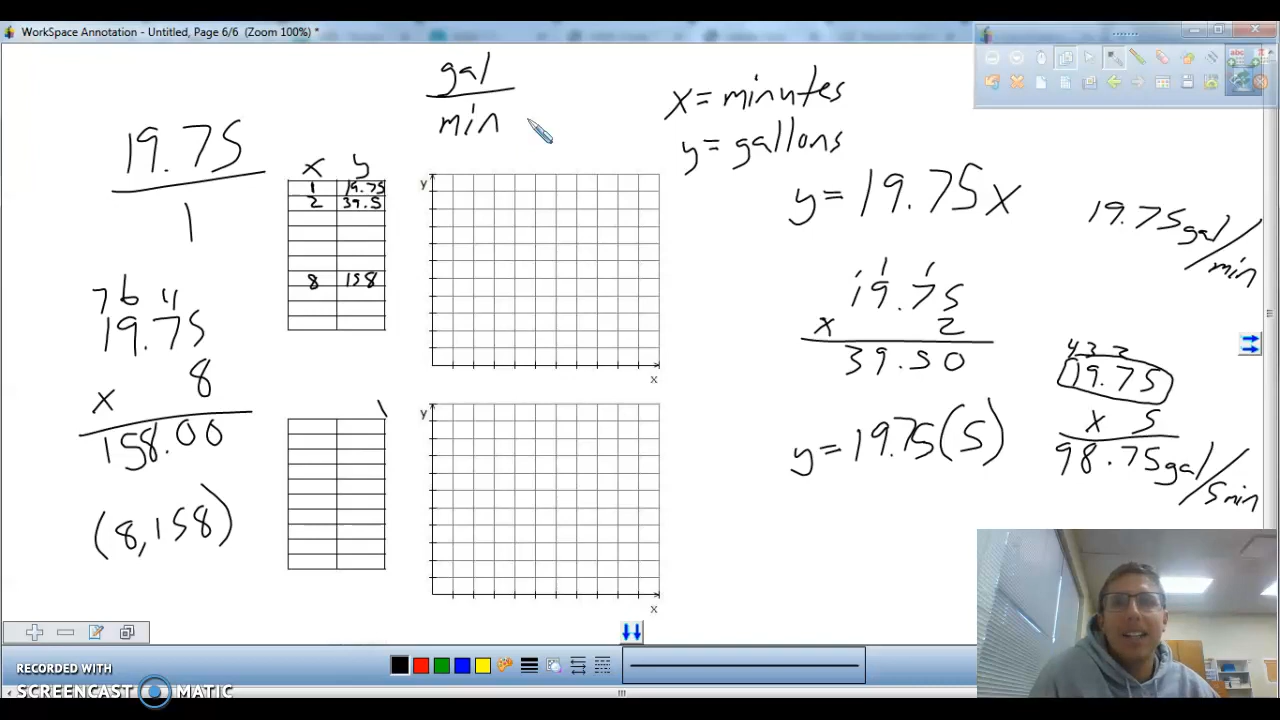 WorkSpace Annotation - Untitled, Page 6/6 (Zoom 100%) *
gal
min
x = minutes
y = gallons
19.75
1
x y
1 19.75
2 39.5
8 158
y
x
y = 19.75x
19.75 gal/min
1 1 1
19.75
x 2
39.50
7 6 4
19.75
x 8
158.00
(8,158)
y = 19.75(5)
4 3 2
19.75
x 5
98.75 gal/5min
y
x
RECORDED WITH
SCREENCAST MATIC